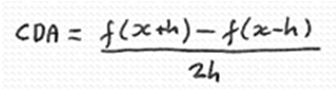 CDA = f(x+h) - f(x-h) / 2h